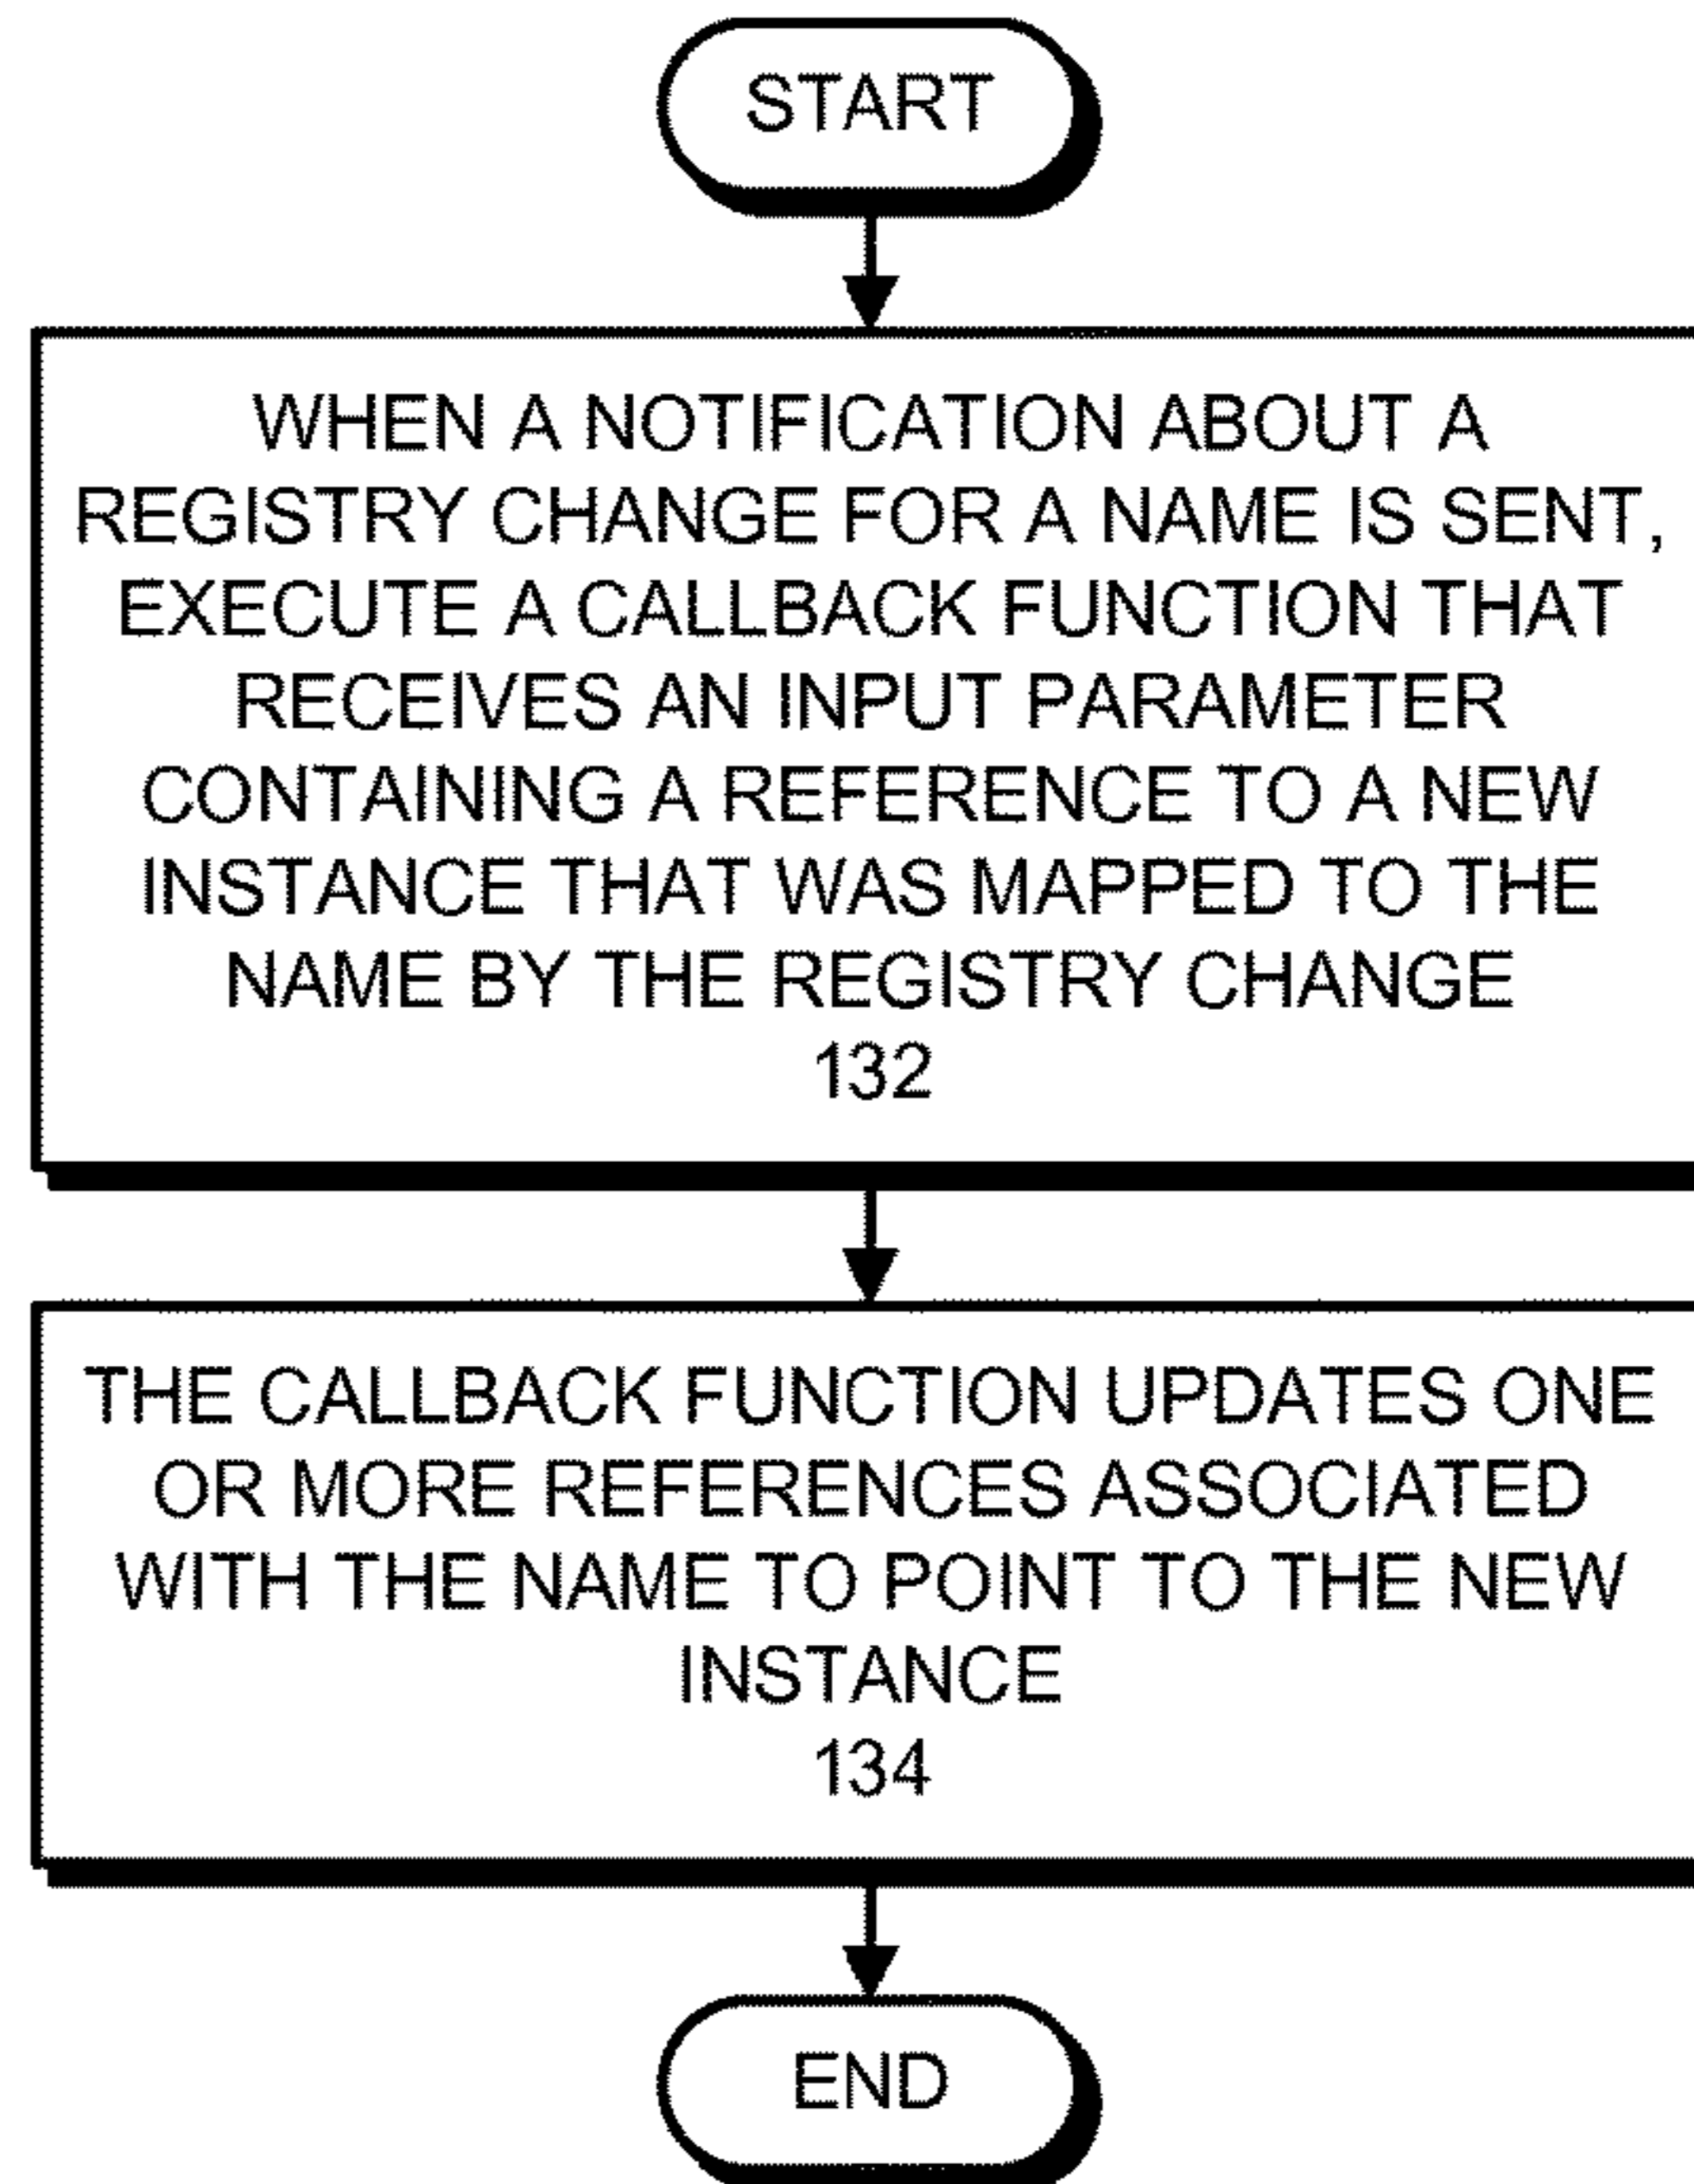 START
WHEN A NOTIFICATION ABOUT A
REGISTRY CHANGE FOR A NAME IS SENT,
EXECUTE A CALLBACK FUNCTION THAT
RECEIVES AN INPUT PARAMETER
CONTAINING A REFERENCE TO A NEW
INSTANCE THAT WAS MAPPED TO THE
NAME BY THE REGISTRY CHANGE
132
THE CALLBACK FUNCTION UPDATES ONE
OR MORE REFERENCES ASSOCIATED
WITH THE NAME TO POINT TO THE NEW
INSTANCE
134
END